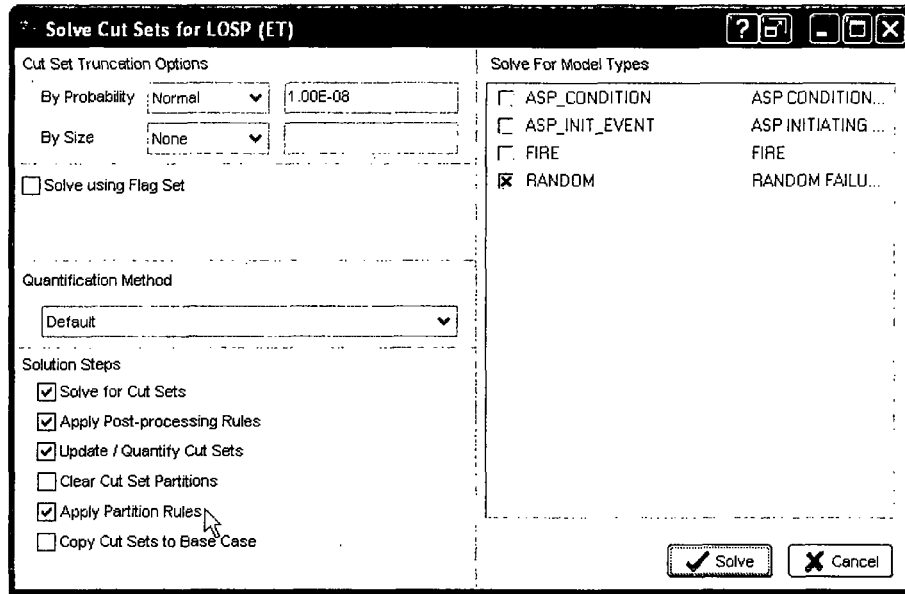 Solve Cut Sets for LOSP (ET)
Cut Set Truncation Options
By Probability Normal 1.00E-08
By Size None
Solve using Flag Set
Quantification Method
Default
Solution Steps
Solve for Cut Sets
Apply Post-processing Rules
Update / Quantify Cut Sets
Clear Cut Set Partitions
Apply Partition Rules
Copy Cut Sets to Base Case
Solve For Model Types
ASP_CONDITION ASP CONDITION...
ASP_INIT_EVENT ASP INITIATING ...
FIRE FIRE
RANDOM RANDOM FAILU...
Solve Cancel